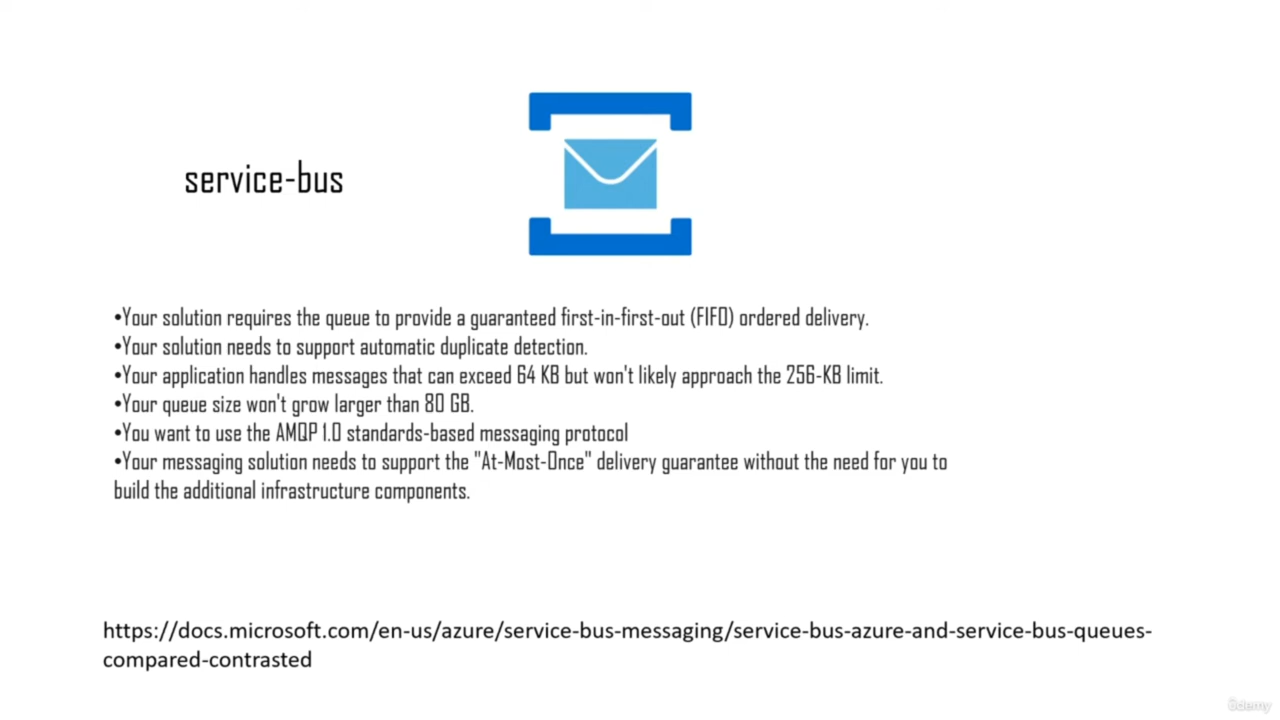 service-bus
•Your solution requires the queue to provide a guaranteed first-in-first-out (FIFO) ordered delivery.
•Your solution needs to support automatic duplicate detection.
•Your application handles messages that can exceed 64 KB but won't likely approach the 256-KB limit.
•Your queue size won't grow larger than 80 GB.
•You want to use the AMQP 1.0 standards-based messaging protocol
•Your messaging solution needs to support the "At-Most-Once" delivery guarantee without the need for you to
build the additional infrastructure components.
https://docs.microsoft.com/en-us/azure/service-bus-messaging/service-bus-azure-and-service-bus-queues-
compared-contrasted
ûdemy